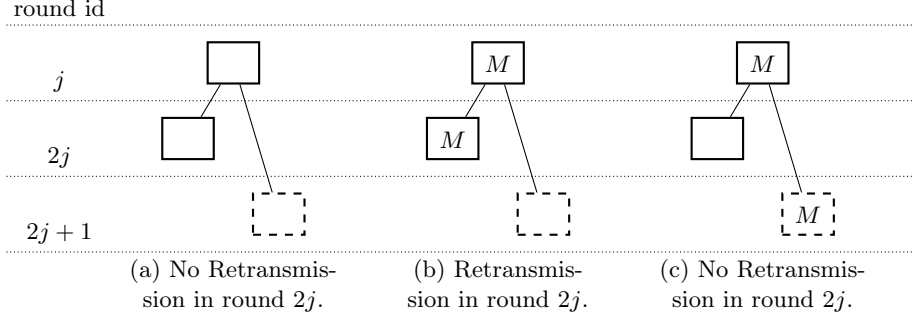 round id
j
M
M
2j
M
2j + 1
M
(a) No Retransmis-
sion in round 2j.
(b) Retransmis-
sion in round 2j.
(c) No Retransmis-
sion in round 2j.